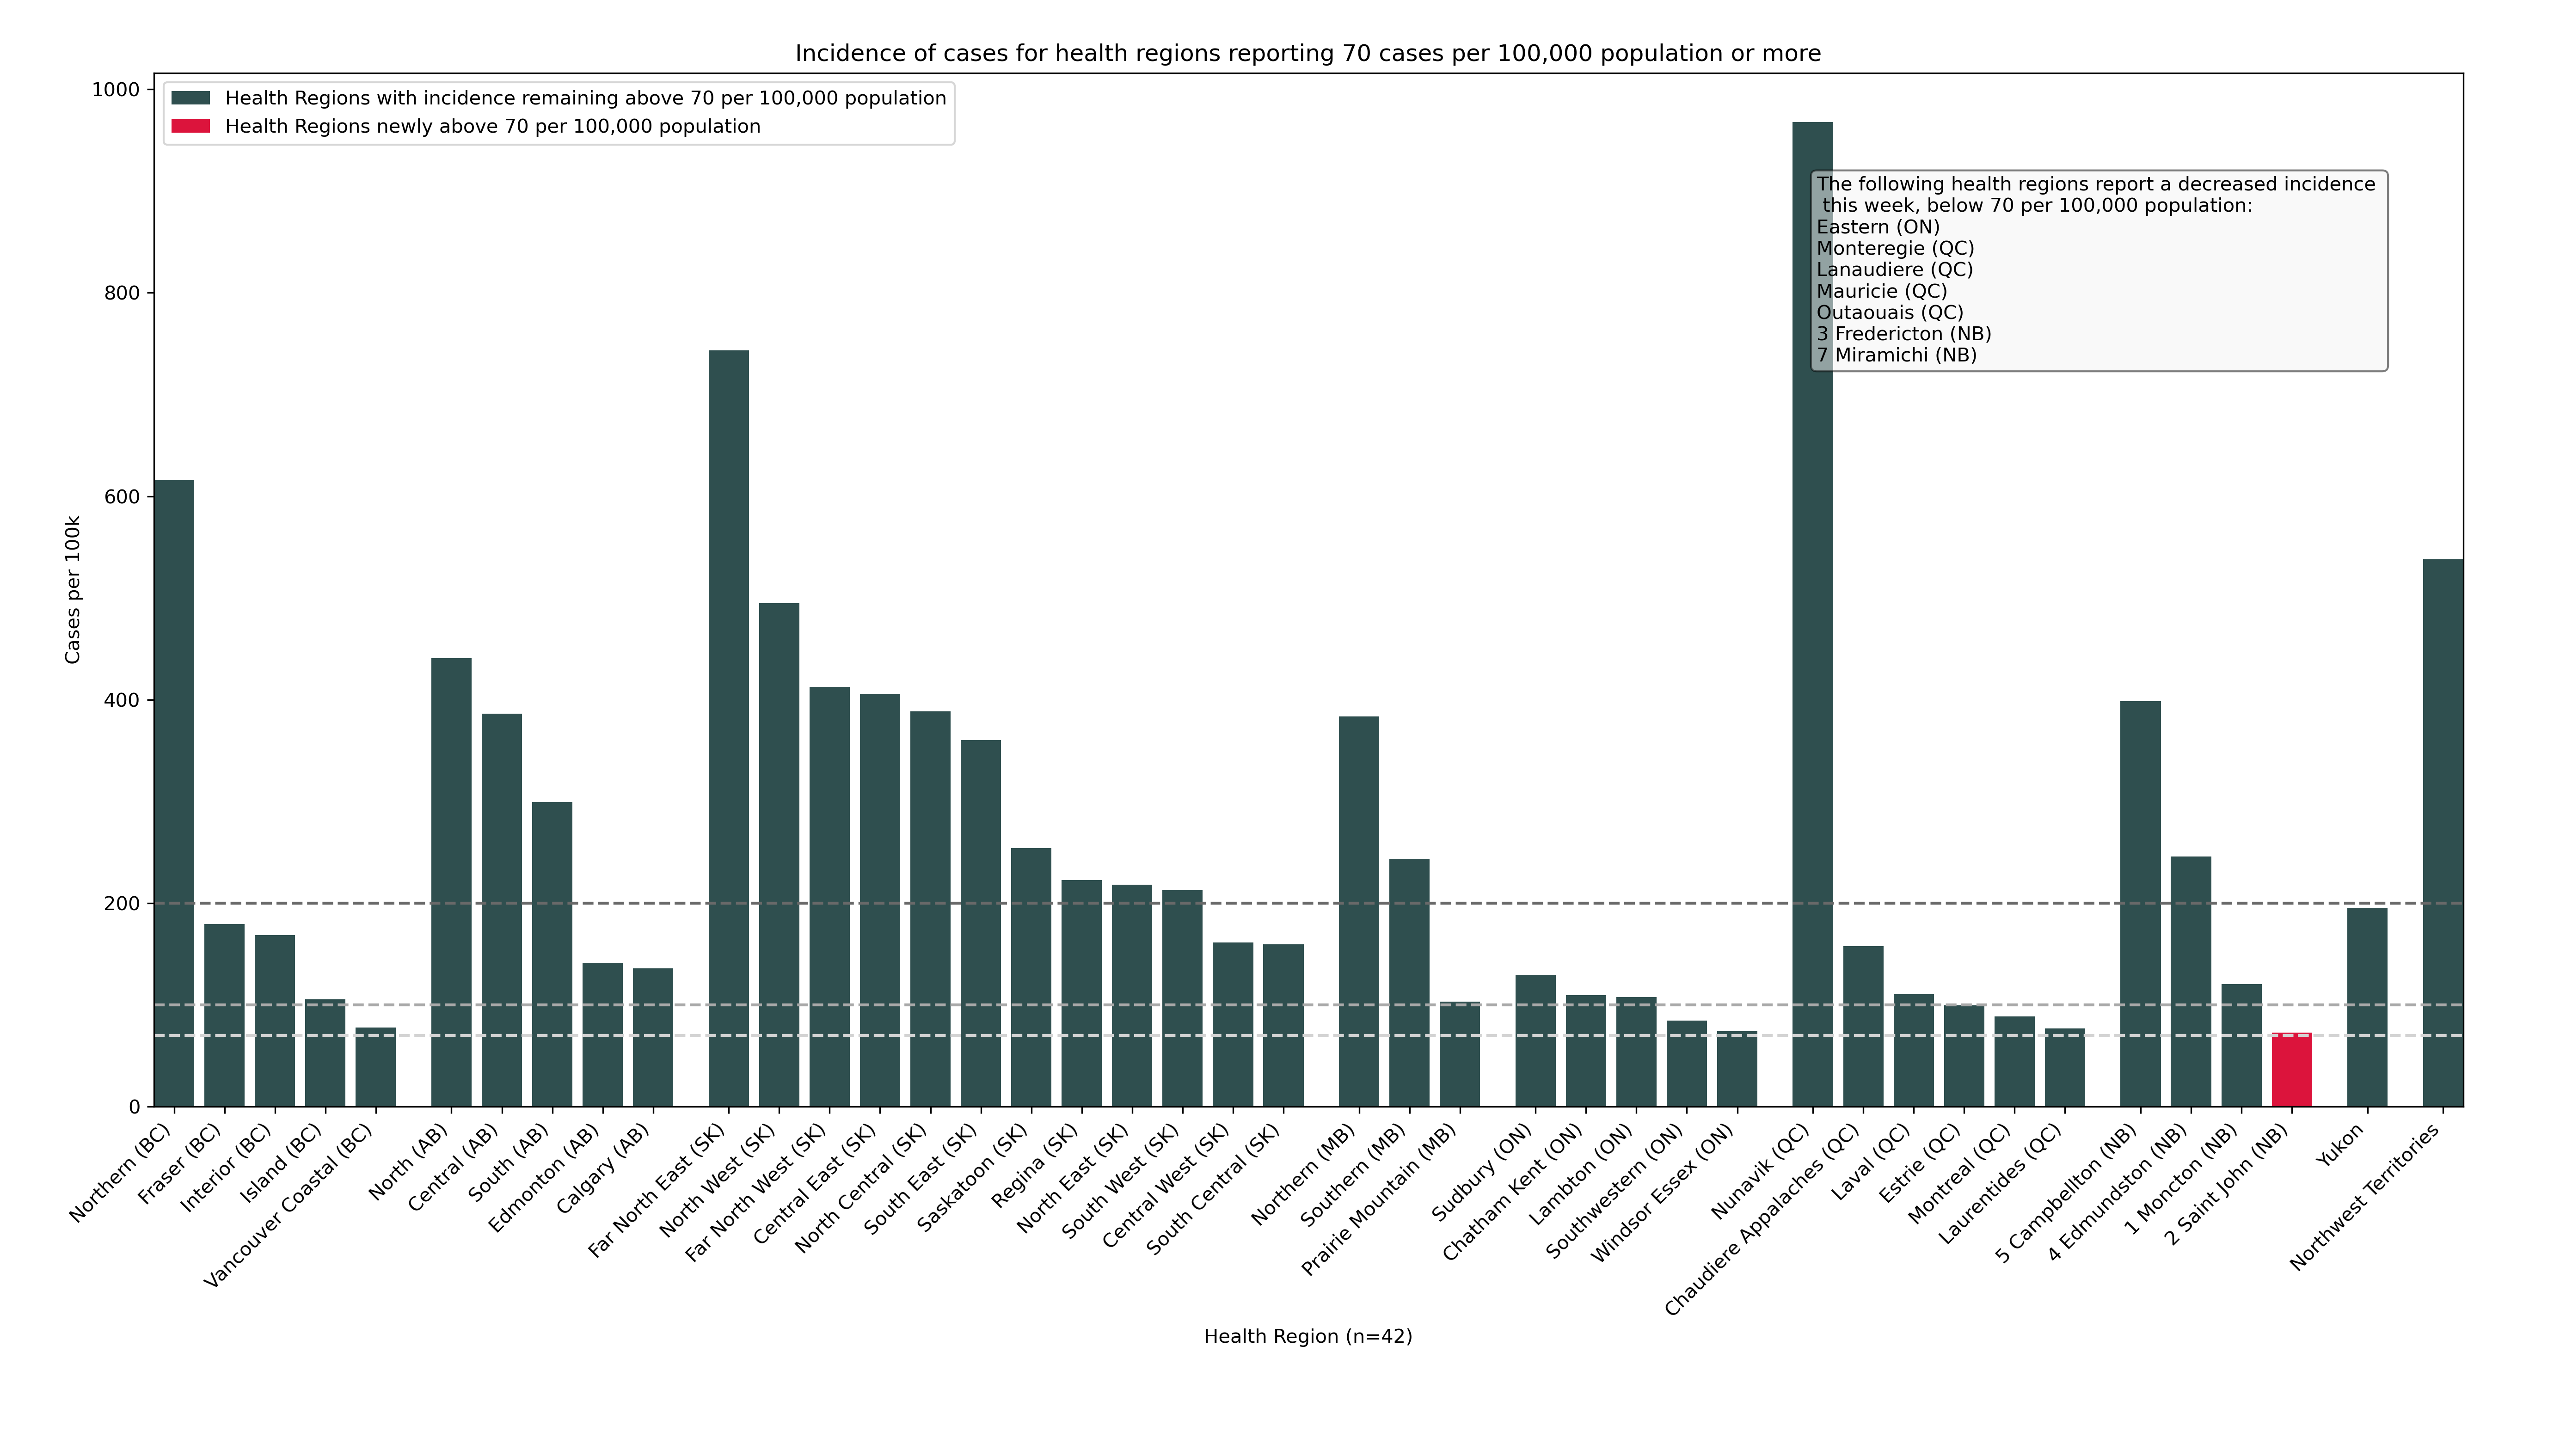 Incidence of cases for health regions reporting 70 cases per 100,000 population or more
Health Regions with incidence remaining above 70 per 100,000 population
Health Regions newly above 70 per 100,000 population
The following health regions report a decreased incidence
this week, below 70 per 100,000 population:
Eastern (ON)
Monteregie (QC)
Lanaudiere (QC)
Mauricie (QC)
Outaouais (QC)
3 Fredericton (NB)
7 Miramichi (NB)
Cases per 100k
1000
800
600
400
200
0
Northern (BC)
Fraser (BC)
Interior (BC)
Island (BC)
Vancouver Coastal (BC)
North (AB)
Central (AB)
South (AB)
Edmonton (AB)
Calgary (AB)
Far North East (SK)
North West (SK)
Far North West (SK)
Central East (SK)
North Central (SK)
South East (SK)
Saskatoon (SK)
Regina (SK)
North East (SK)
South West (SK)
Central West (SK)
South Central (SK)
Northern (MB)
Southern (MB)
Prairie Mountain (MB)
Sudbury (ON)
Chatham Kent (ON)
Lambton (ON)
Southwestern (ON)
Windsor Essex (ON)
Nunavik (QC)
Chaudiere Appalaches (QC)
Laval (QC)
Estrie (QC)
Montreal (QC)
Laurentides (QC)
5 Campbellton (NB)
4 Edmundston (NB)
1 Moncton (NB)
2 Saint John (NB)
Yukon
Northwest Territories
Health Region (n=42)